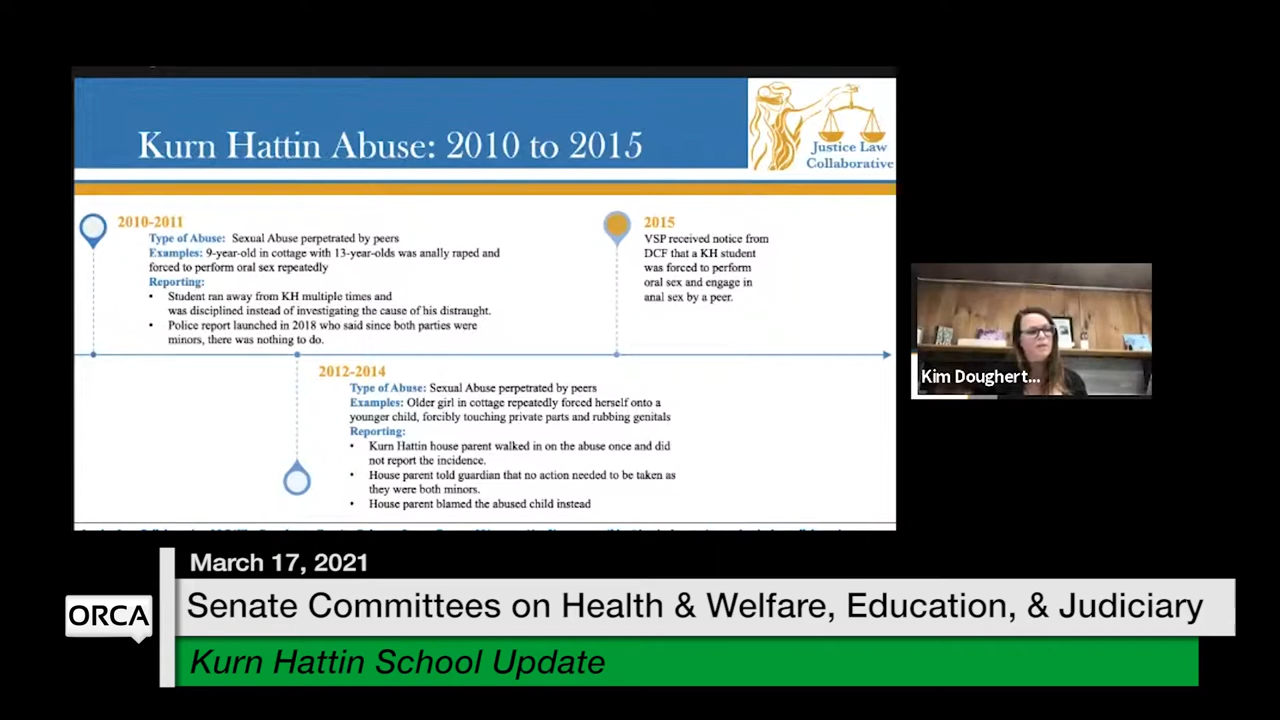 Kurn Hattin Abuse: 2010 to 2015
Justice Law
Collaborative
2010-2011
Type of Abuse: Sexual Abuse perpetrated by peers
Examples: 9-year-old in cottage with 13-year-olds was anally raped and
forced to perform oral sex repeatedly
Reporting:
• Student ran away from KH multiple times and
was disciplined instead of investigating the cause of his distraught.
• Police report launched in 2018 who said since both parties were
minors, there was nothing to do.
2015
VSP received notice from
DCF that a KH student
was forced to perform
oral sex and engage in
anal sex by a peer.
2012-2014
Type of Abuse: Sexual Abuse perpetrated by peers
Examples: Older girl in cottage repeatedly forced herself onto a
younger child, forcibly touching private parts and rubbing genitals
Reporting:
• Kurn Hattin house parent walked in on the abuse once and did
not report the incidence.
• House parent told guardian that no action needed to be taken as
they were both minors.
• House parent blamed the abused child instead
Kim Doughert...
March 17, 2021
ORCA
Senate Committees on Health & Welfare, Education, & Judiciary
Kurn Hattin School Update